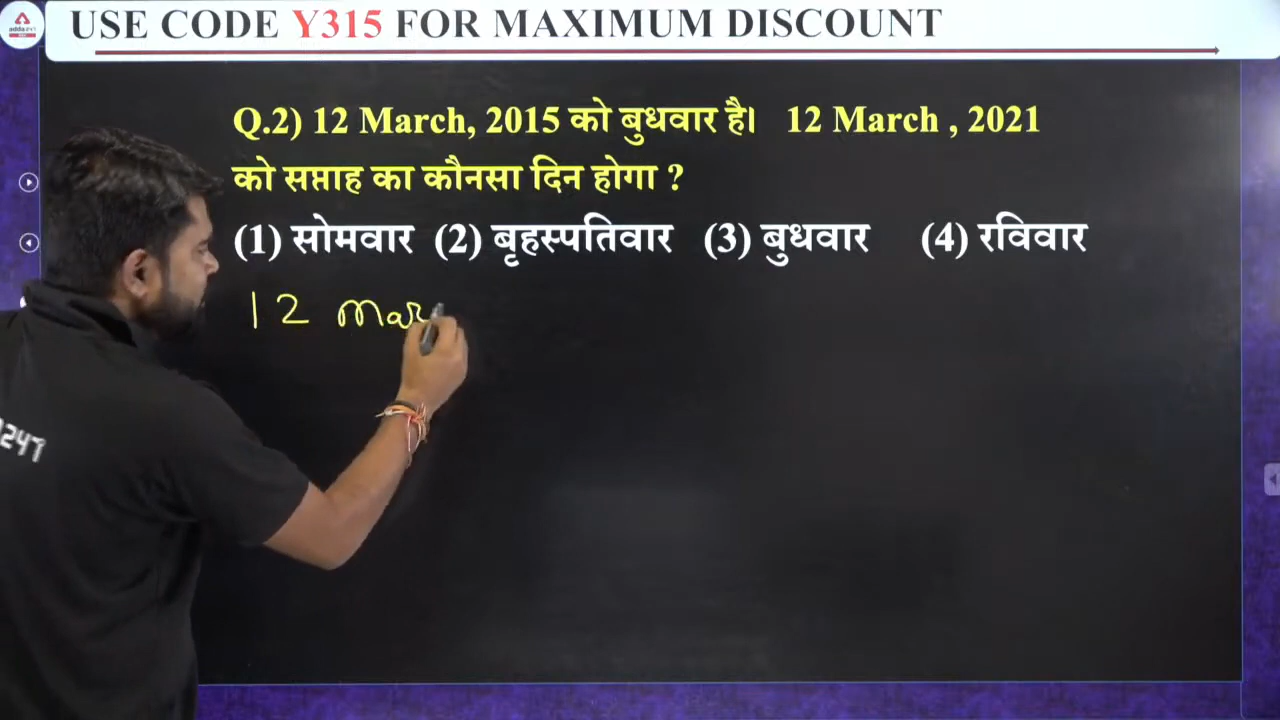 USE CODE Y315 FOR MAXIMUM DISCOUNT
Q.2) 12 March, 2015 को बुधवार है। 12 March , 2021
को सप्ताह का कौनसा दिन होगा ?
(1) सोमवार (2) बृहस्पतिवार (3) बुधवार (4) रविवार
12 Mar
247